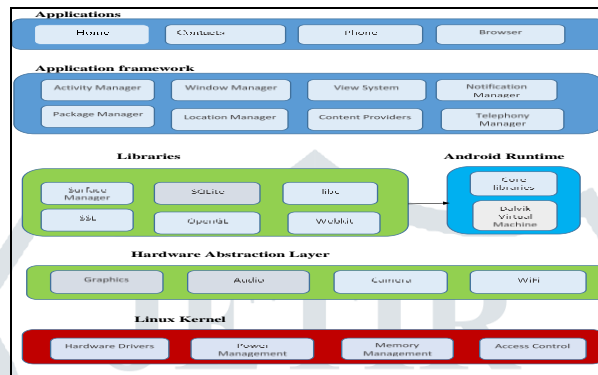 Applications
Home Contacts Phone Browser
Application framework
Activity Manager Window Manager View System Notification Manager
Package Manager Location Manager Content Providers Telephony Manager
Libraries Android Runtime
Surface Manager SQLite libc Core libraries
SSL OpenGL Webkit Dalvik Virtual Machine
Hardware Abstraction Layer
Graphics Audio Camera WiFi
Linux Kernel
Hardware Drivers Power Management Memory Management Access Control
JETIR